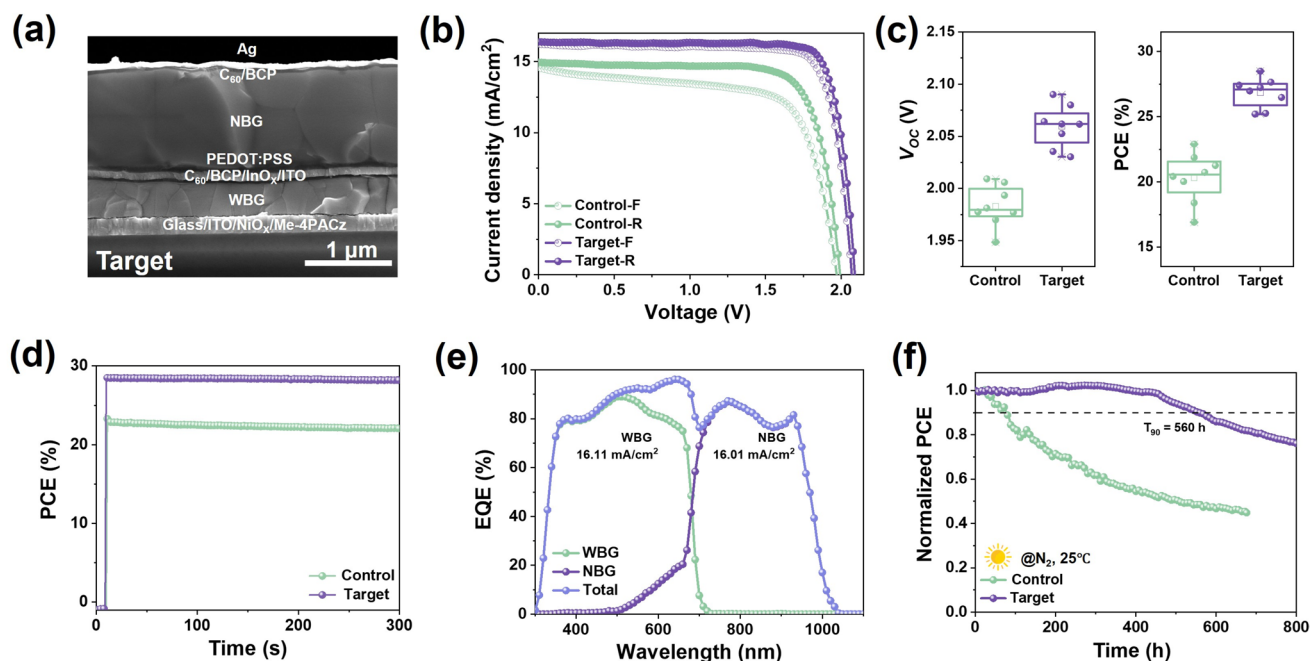 (a)
Ag
C₆₀/BCP
NBG
PEDOT:PSS
C₆₀/BCP/InOₓ/ITO
WBG
Glass/ITO/NiOₓ/Me-4PACz
Target
1 μm
(b)
Current density (mA/cm²)
15
10
5
0
0.0 0.5 1.0 1.5 2.0
Voltage (V)
Control-F
Control-R
Target-F
Target-R
(c)
V_OC (V)
2.15
2.10
2.05
2.00
1.95
Control Target
PCE (%)
30
25
20
15
Control Target
(d)
PCE (%)
30
20
10
0
0 100 200 300
Time (s)
Control
Target
(e)
EQE (%)
100
80
60
40
20
0
400 600 800 1000
Wavelength (nm)
WBG
16.11 mA/cm²
NBG
16.01 mA/cm²
WBG
NBG
Total
(f)
Normalized PCE
1.0
0.8
0.6
0.4
0.2
0.0
0 200 400 600 800
Time (h)
T₉₀ = 560 h
@N₂, 25℃
Control
Target